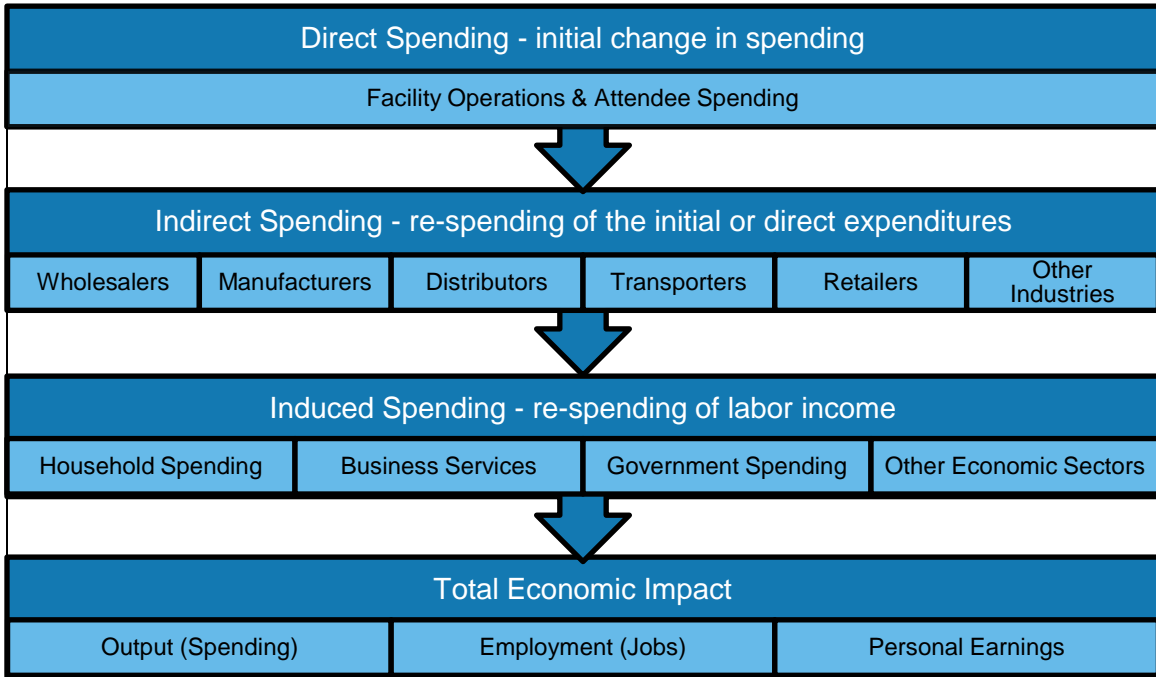 Direct Spending - initial change in spending
Facility Operations & Attendee Spending
Indirect Spending - re-spending of the initial or direct expenditures
Wholesalers
Manufacturers
Distributors
Transporters
Retailers
Other
Industries
Induced Spending - re-spending of labor income
Household Spending
Business Services
Government Spending
Other Economic Sectors
Total Economic Impact
Output (Spending)
Employment (Jobs)
Personal Earnings